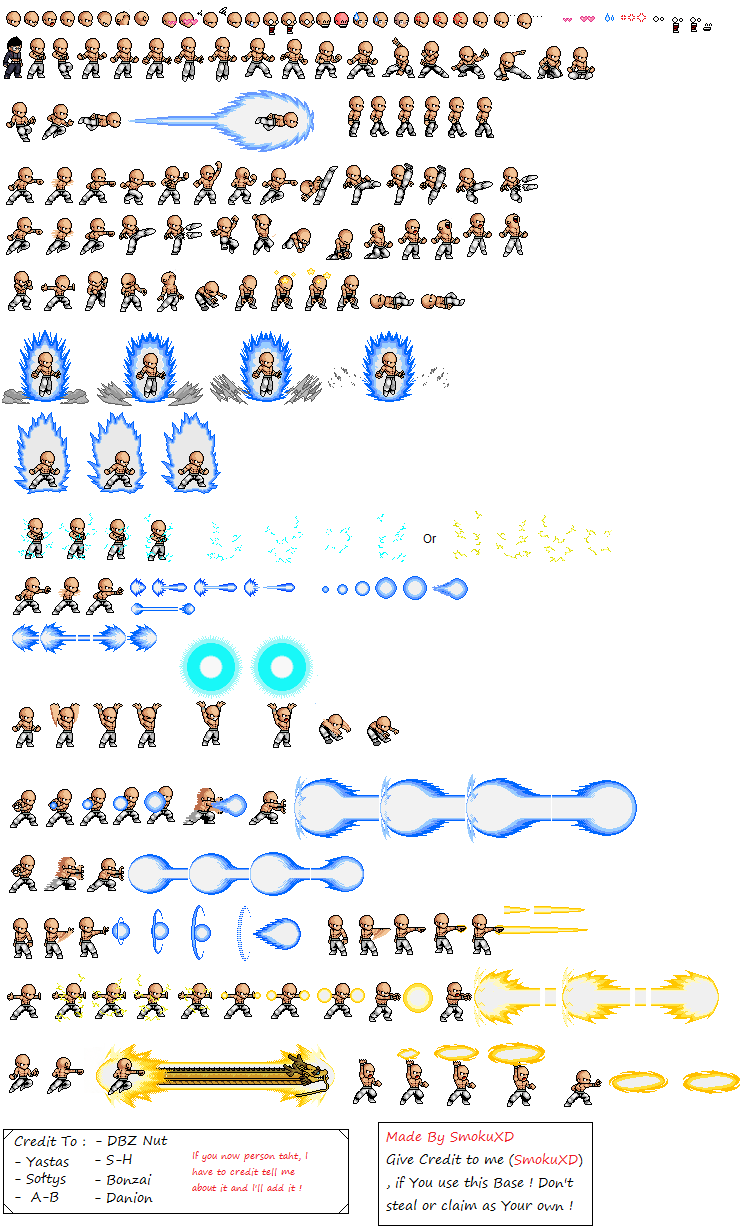 Or
Credit To :
- DBZ Nut
- Yastas
- S-H
- Softys
- Bonzai
- A-B
- Danion
If you now person taht, I
have to credit tell me
about it and I'll add it !
Made By SmokuXD
Give Credit to me (SmokuXD)
, if You use this Base ! Don't
steal or claim as Your own !